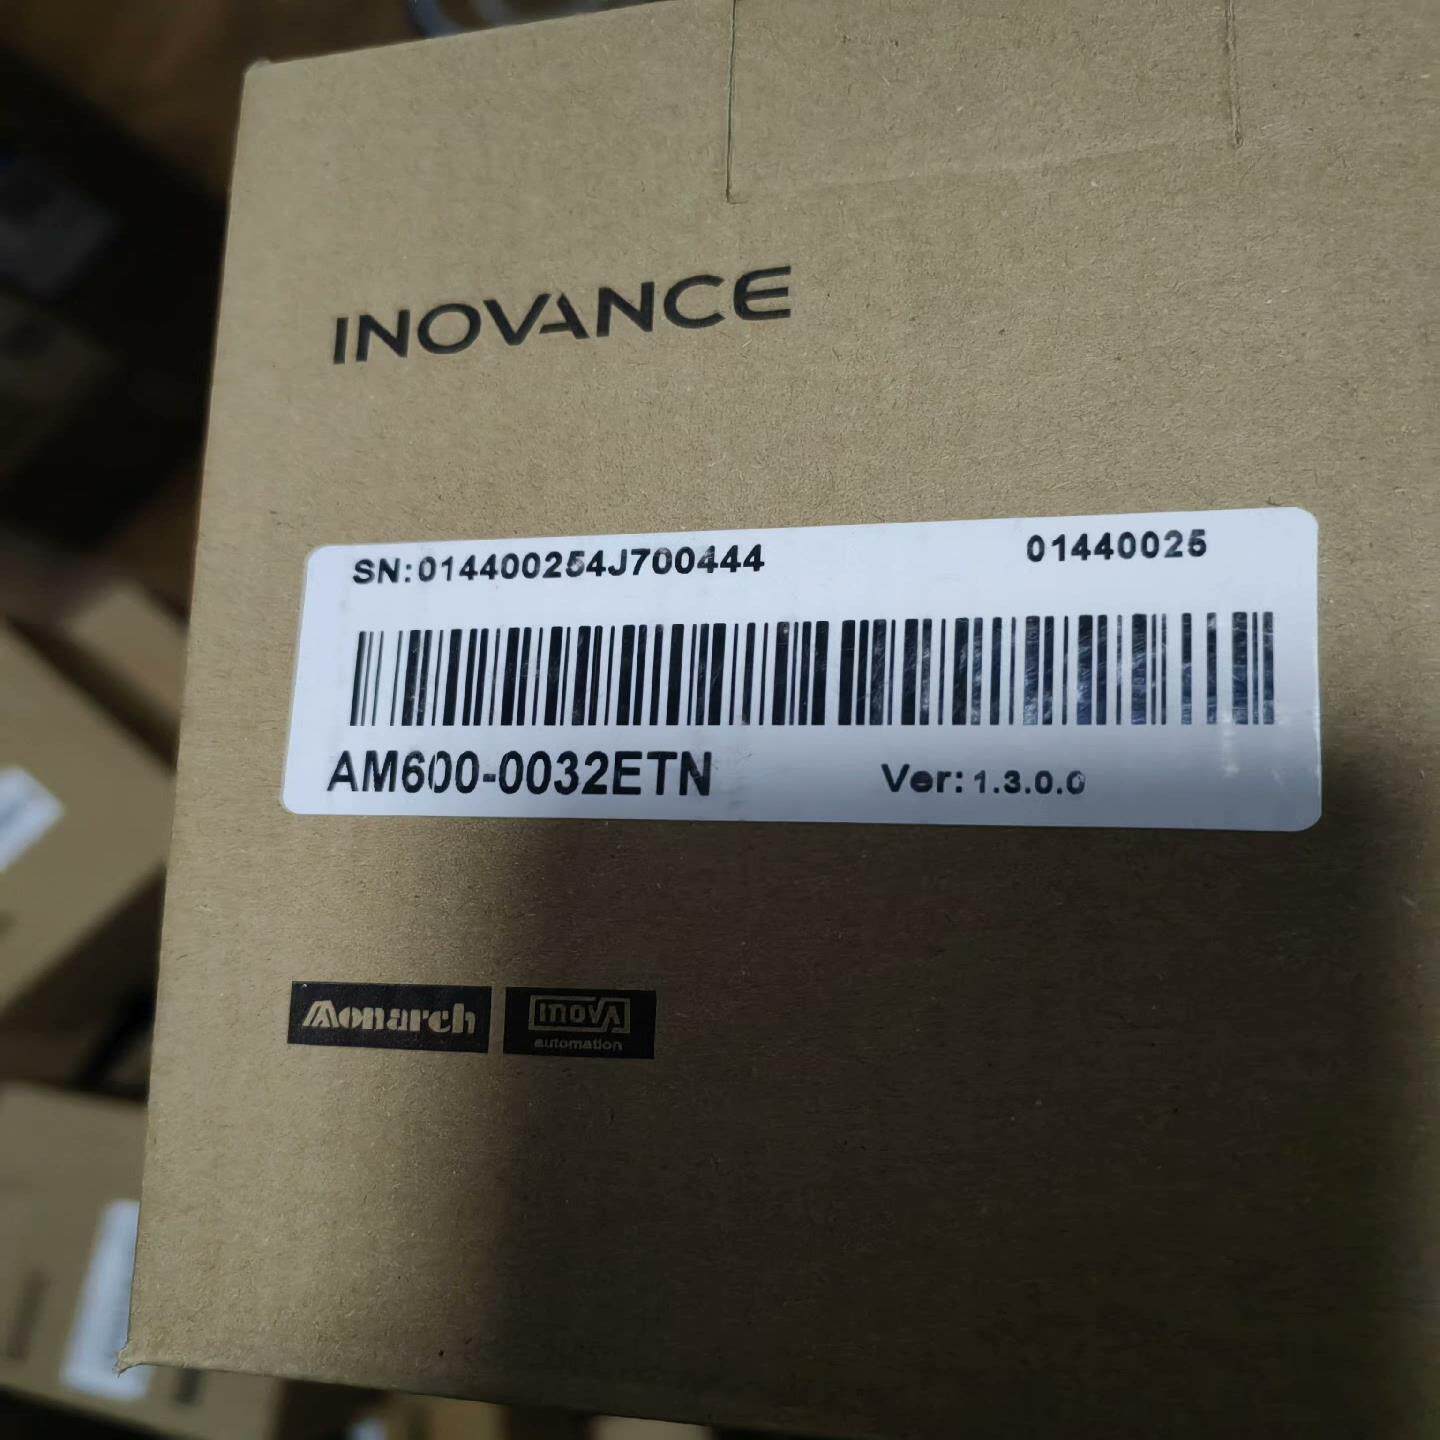 INOVANCE
SN:014400254J700444
01440025
AM600-0032ETN
Ver: 1.3.0.0
Monarch
inovA
automation